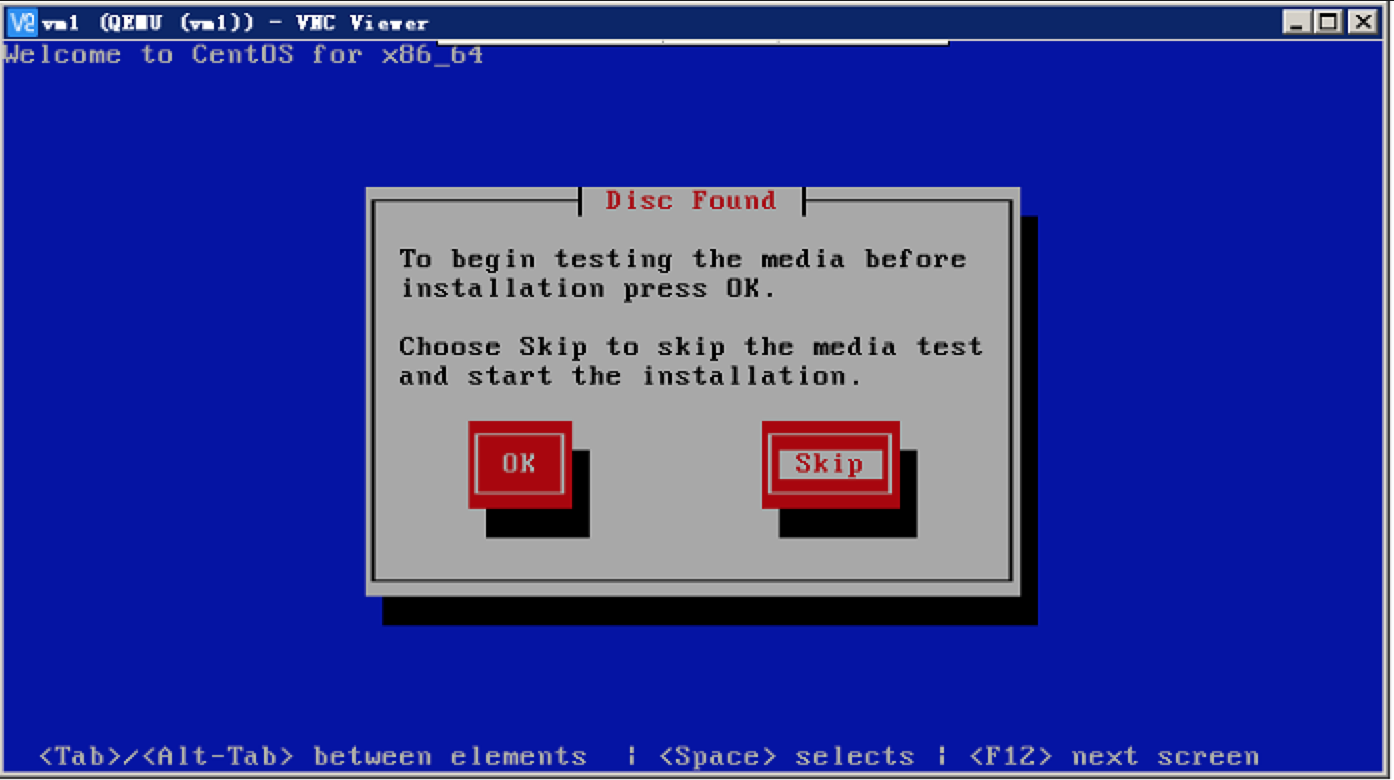 vm1 (QEMU (vm1)) - VNC Viewer
Welcome to CentOS for x86_64
Disc Found
To begin testing the media before
installation press OK.
Choose Skip to skip the media test
and start the installation.
OK Skip
<Tab>/<Alt-Tab> between elements | <Space> selects | <F12> next screen